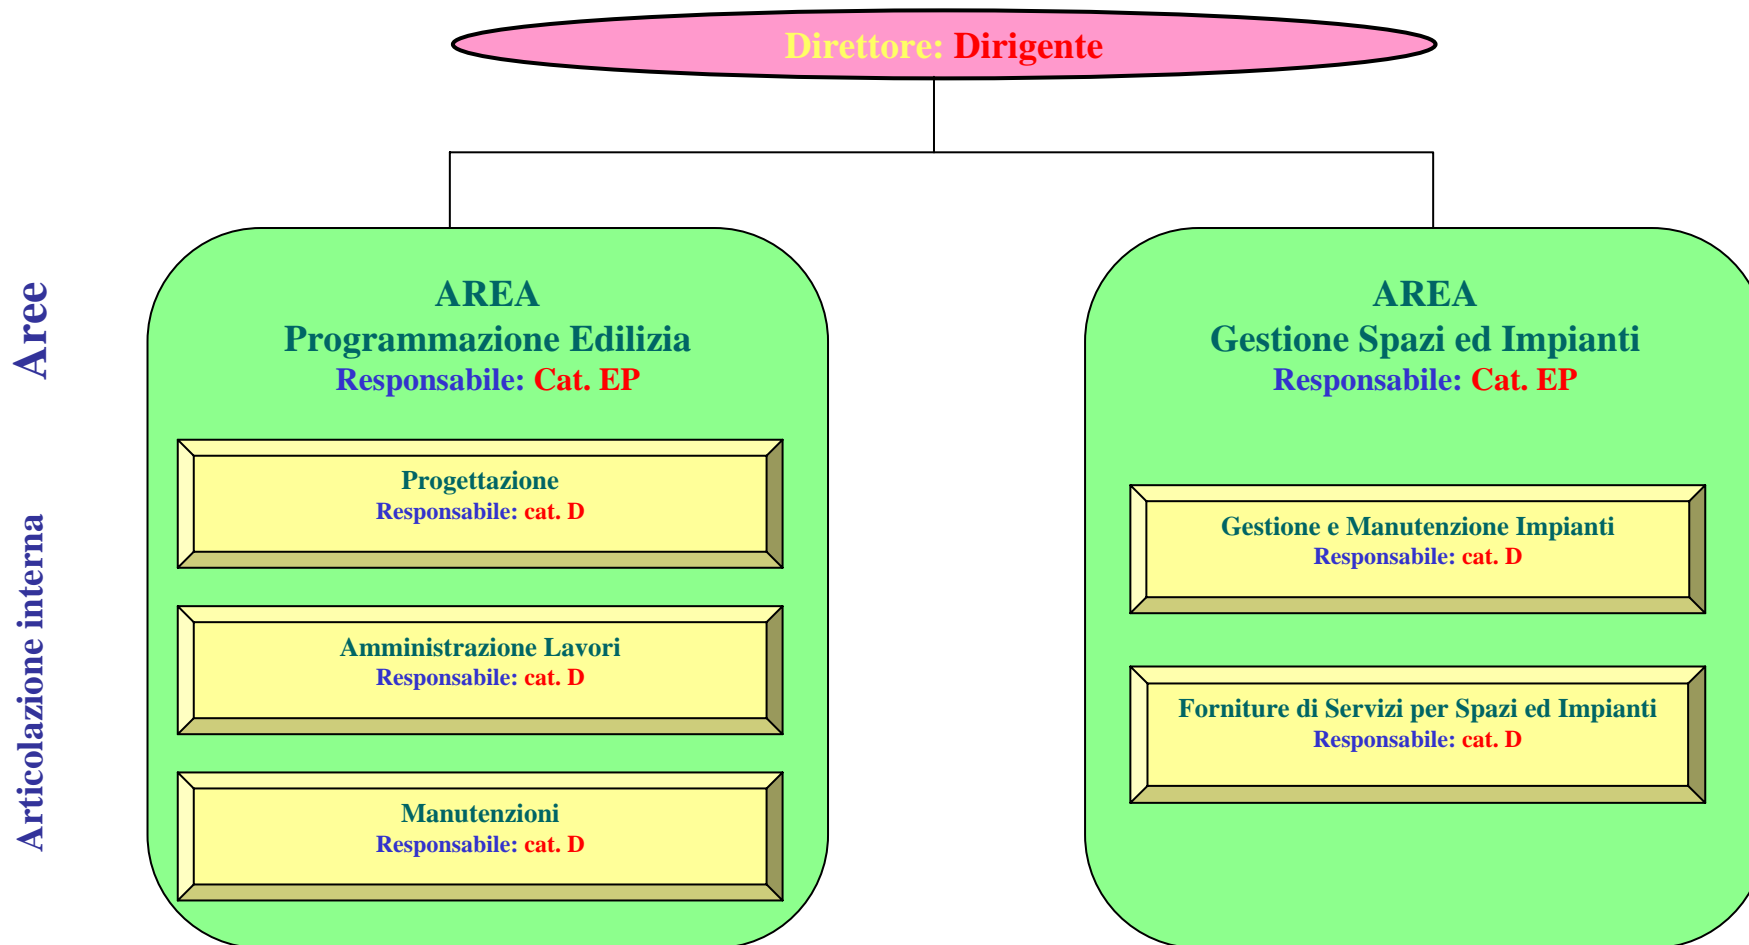 Direttore: Dirigente
Aree
AREA
Programmazione Edilizia
Responsabile: Cat. EP
AREA
Gestione Spazi ed Impianti
Responsabile: Cat. EP
Articolazione interna
Progettazione
Responsabile: cat. D
Amministrazione Lavori
Responsabile: cat. D
Manutenzioni
Responsabile: cat. D
Gestione e Manutenzione Impianti
Responsabile: cat. D
Forniture di Servizi per Spazi ed Impianti
Responsabile: cat. D